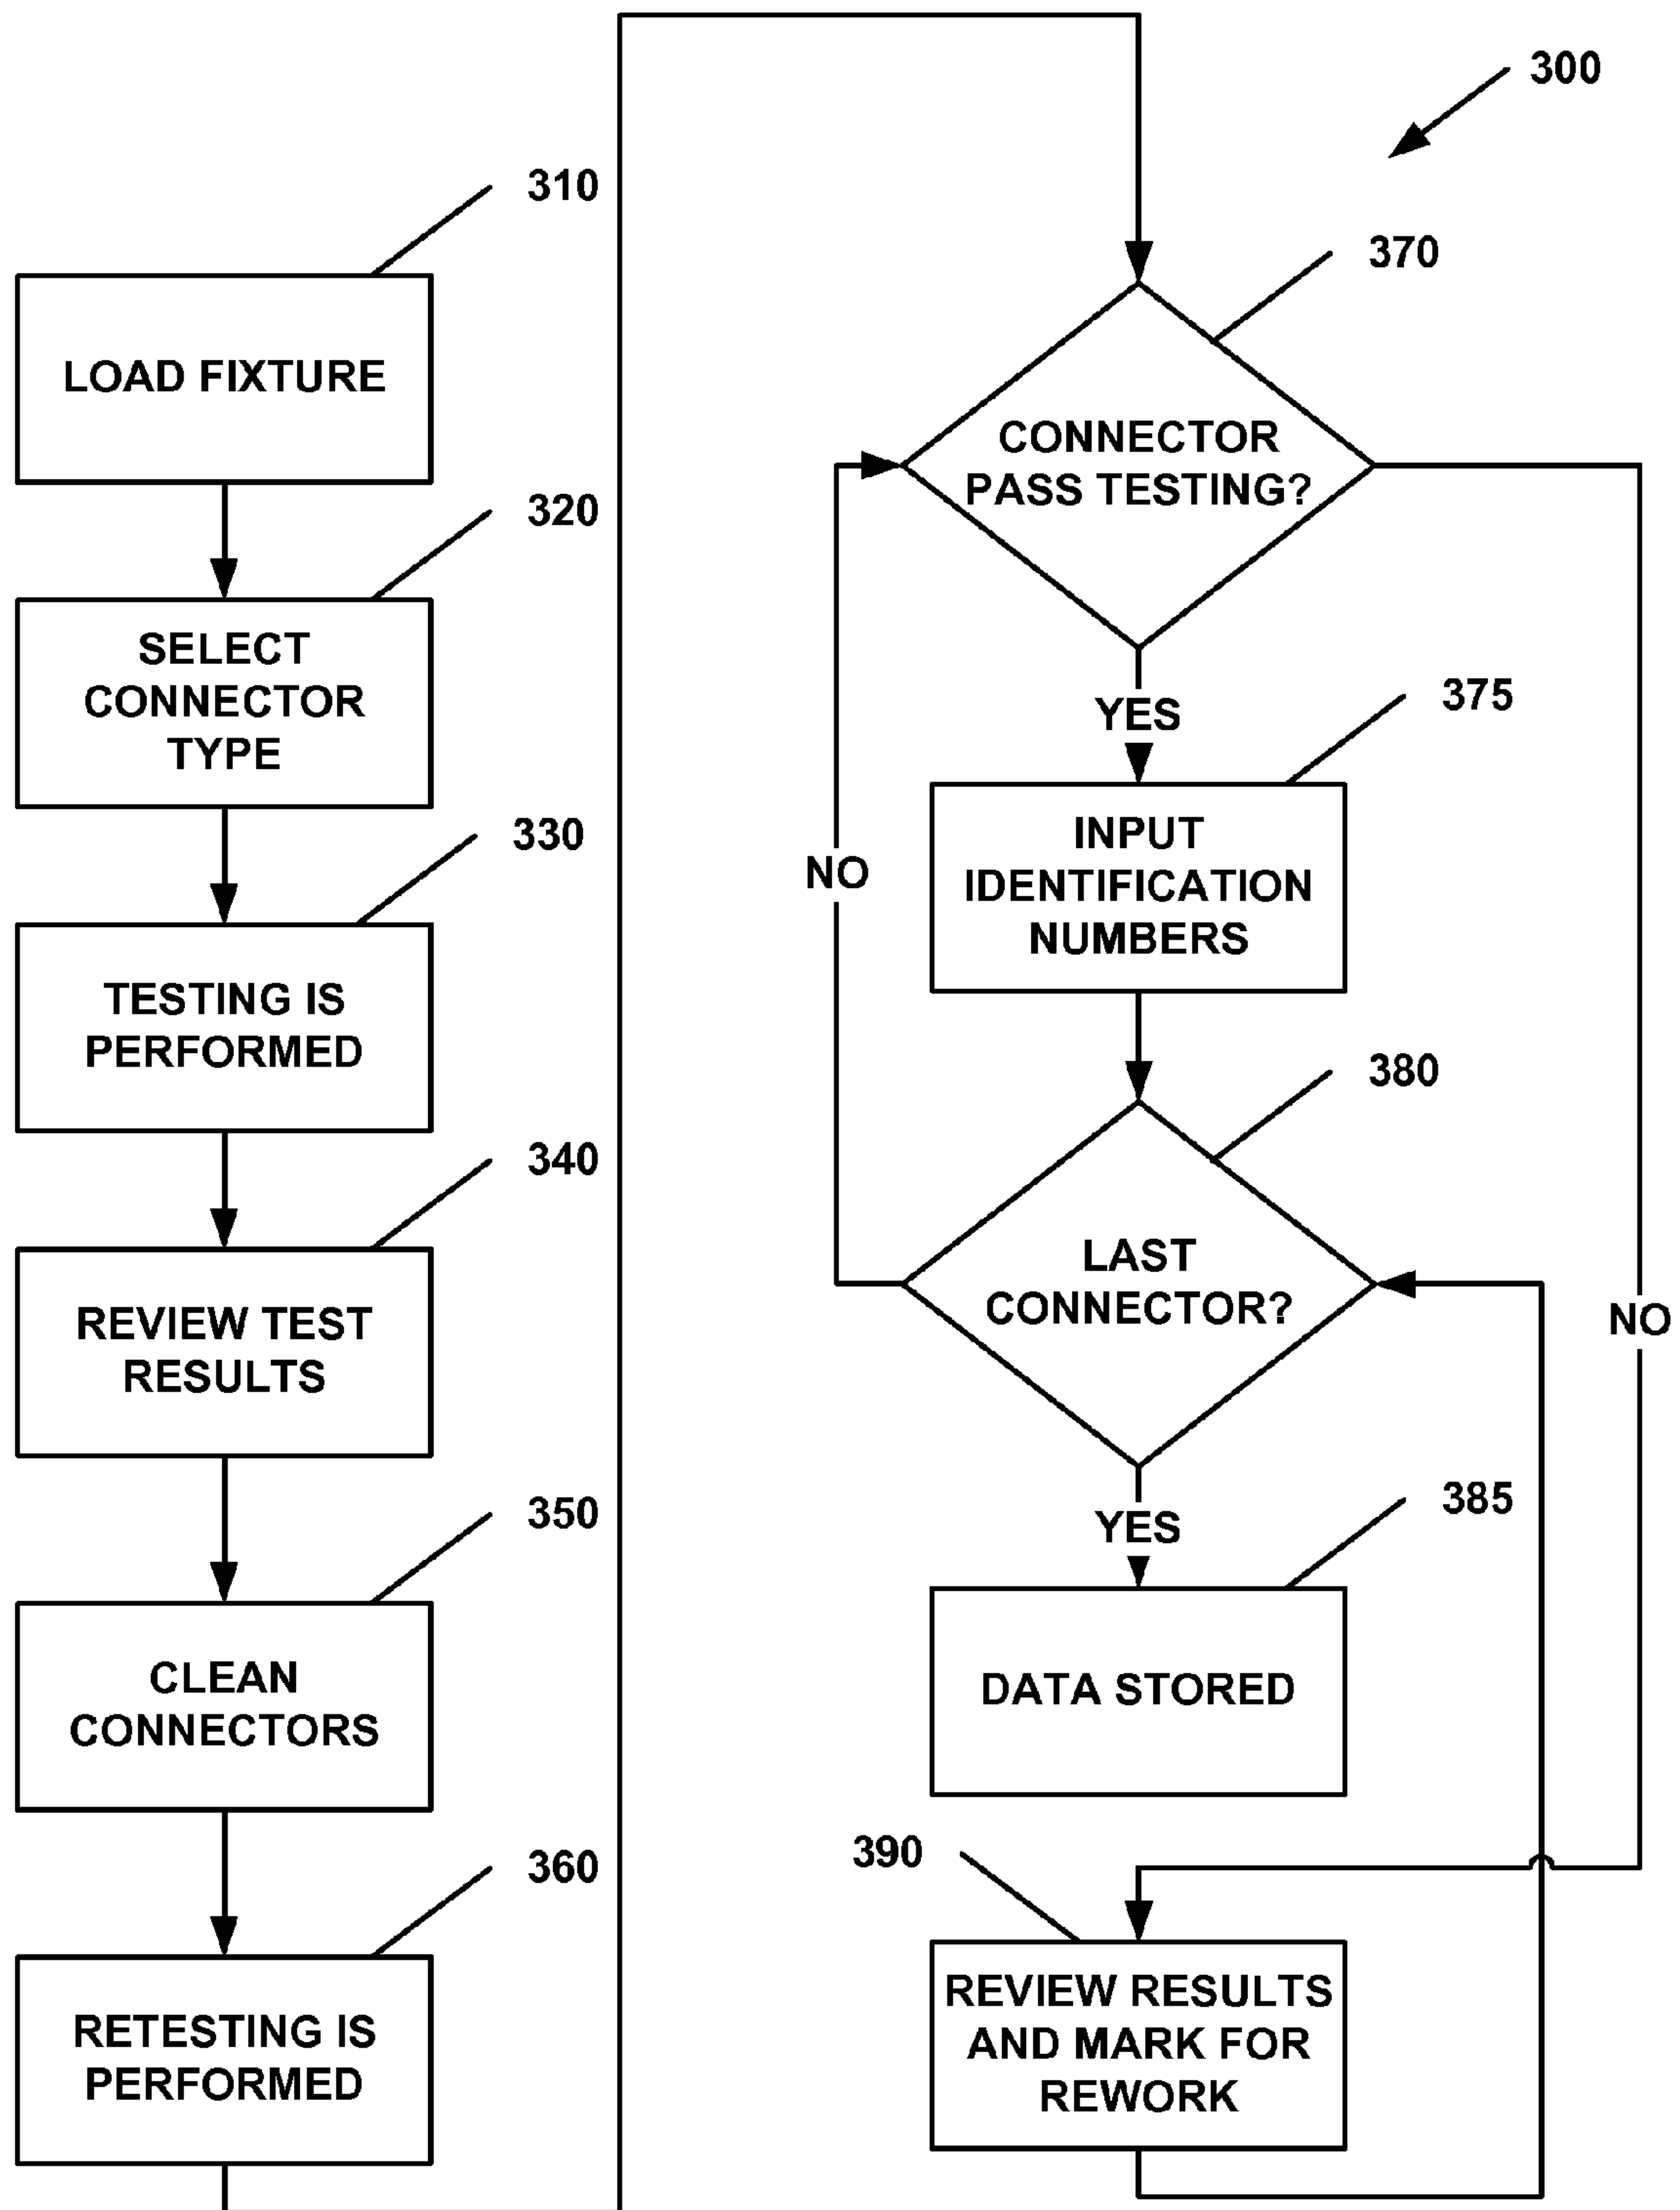 300
310
LOAD FIXTURE
320
SELECT
CONNECTOR
TYPE
330
TESTING IS
PERFORMED
340
REVIEW TEST
RESULTS
350
CLEAN
CONNECTORS
360
RETESTING IS
PERFORMED
370
CONNECTOR
PASS TESTING?
YES
NO
375
INPUT
IDENTIFICATION
NUMBERS
380
LAST
CONNECTOR?
NO
YES
385
DATA STORED
390
REVIEW RESULTS
AND MARK FOR
REWORK